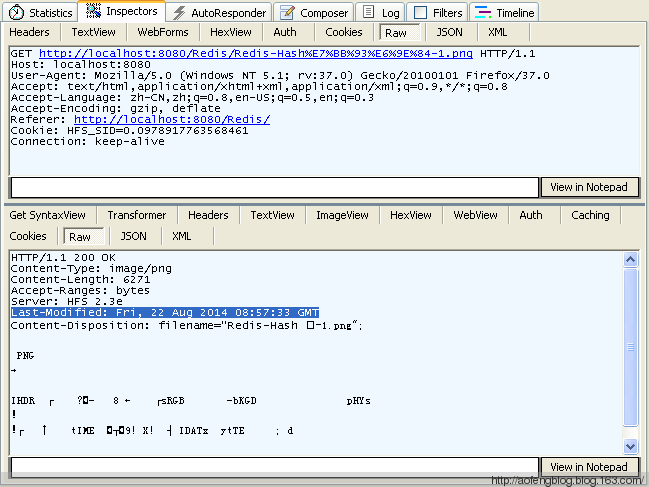 Statistics Inspectors AutoResponder Composer Log Filters Timeline
Headers TextView WebForms HexView Auth Cookies Raw JSON XML
GET http://localhost:8080/Redis/Redis-Hash%E7%BB%93%E6%9E%84-1.png HTTP/1.1
Host: localhost:8080
User-Agent: Mozilla/5.0 (Windows NT 5.1; rv:37.0) Gecko/20100101 Firefox/37.0
Accept: text/html,application/xhtml+xml,application/xml;q=0.9,*/*;q=0.8
Accept-Language: zh-CN,zh;q=0.8,en-US;q=0.5,en;q=0.3
Accept-Encoding: gzip, deflate
Referer: http://localhost:8080/Redis/
Cookie: HFS_SID=0.0978917763568461
Connection: keep-alive
View in Notepad
Get SyntaxView Transformer Headers TextView ImageView HexView WebView Auth Caching
Cookies Raw JSON XML
HTTP/1.1 200 OK
Content-Type: image/png
Content-Length: 6271
Accept-Ranges: bytes
Server: HFS 2.3e
Last-Modified: Fri, 22 Aug 2014 08:57:33 GMT
Content-Disposition: filename="Redis-Hash -1.png";
PNG
→
IHDR ┌ ?◘- 8 ← ┌sRGB -bKGD pHYs
!
!┌ ↑ tIME ◘┬◘9! X! ┤ IDATx ytTE ; d
View in Notepad
http://aofengblog.blog.163.com/